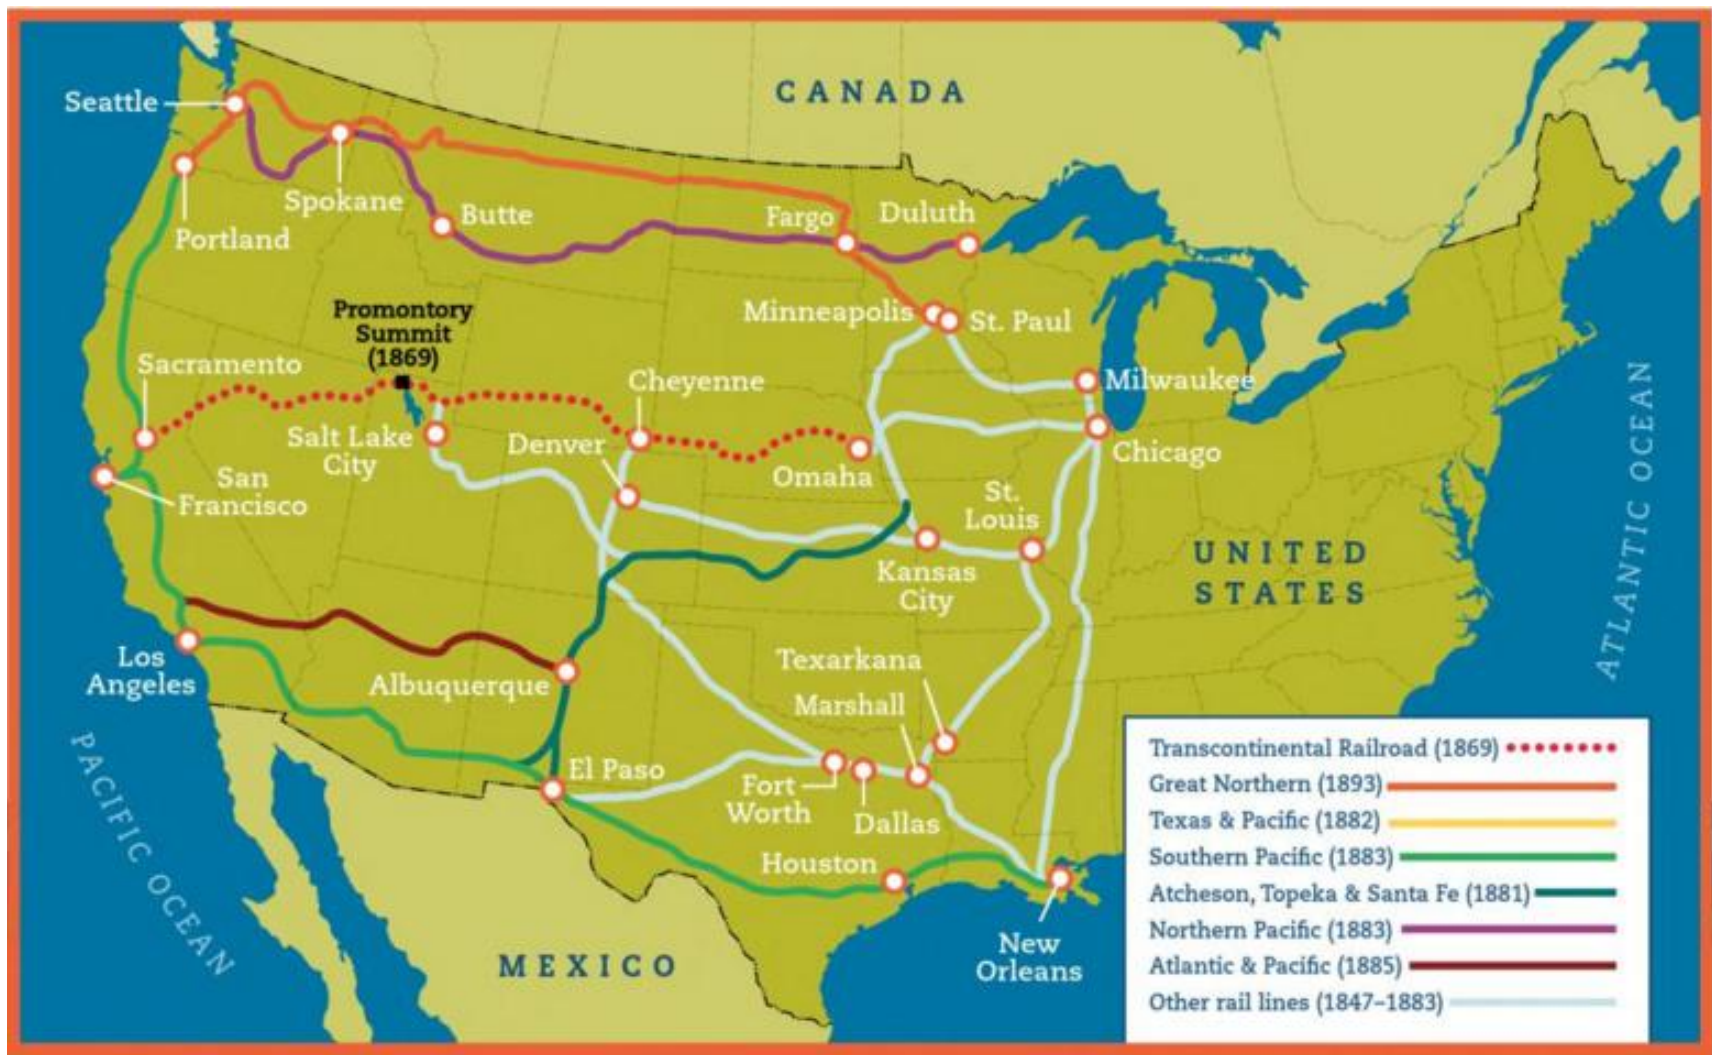 CANADA
Seattle
Spokane
Portland
Butte
Fargo
Duluth
Promontory
Summit
(1869)
Minneapolis
St. Paul
Sacramento
Cheyenne
Milwaukee
Salt Lake
City
Denver
Omaha
Chicago
San
Francisco
St.
Louis
Kansas
City
UNITED
STATES
ATLANTIC OCEAN
Los
Angeles
Albuquerque
Texarkana
Marshall
PACIFIC OCEAN
El Paso
Fort
Worth
Dallas
Houston
New
Orleans
MEXICO
Transcontinental Railroad (1869)
Great Northern (1893)
Texas & Pacific (1882)
Southern Pacific (1883)
Atcheson, Topeka & Santa Fe (1881)
Northern Pacific (1883)
Atlantic & Pacific (1885)
Other rail lines (1847–1883)